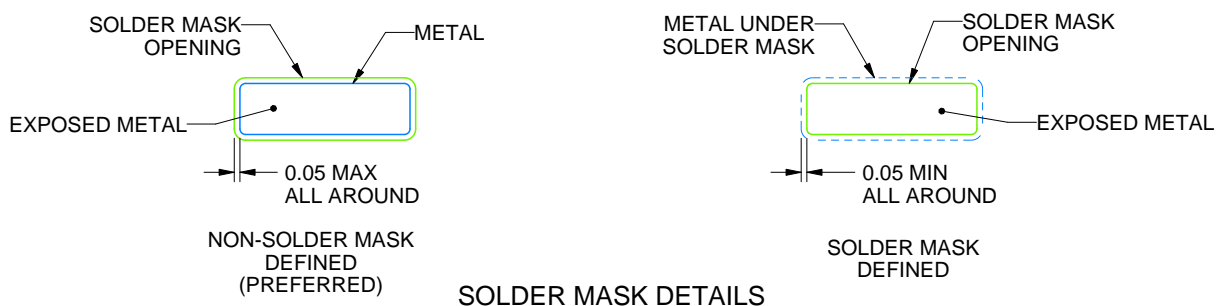 SOLDER MASK
OPENING
METAL
EXPOSED METAL
0.05 MAX
ALL AROUND
NON-SOLDER MASK
DEFINED
(PREFERRED)
METAL UNDER
SOLDER MASK
SOLDER MASK
OPENING
EXPOSED METAL
0.05 MIN
ALL AROUND
SOLDER MASK
DEFINED
SOLDER MASK DETAILS